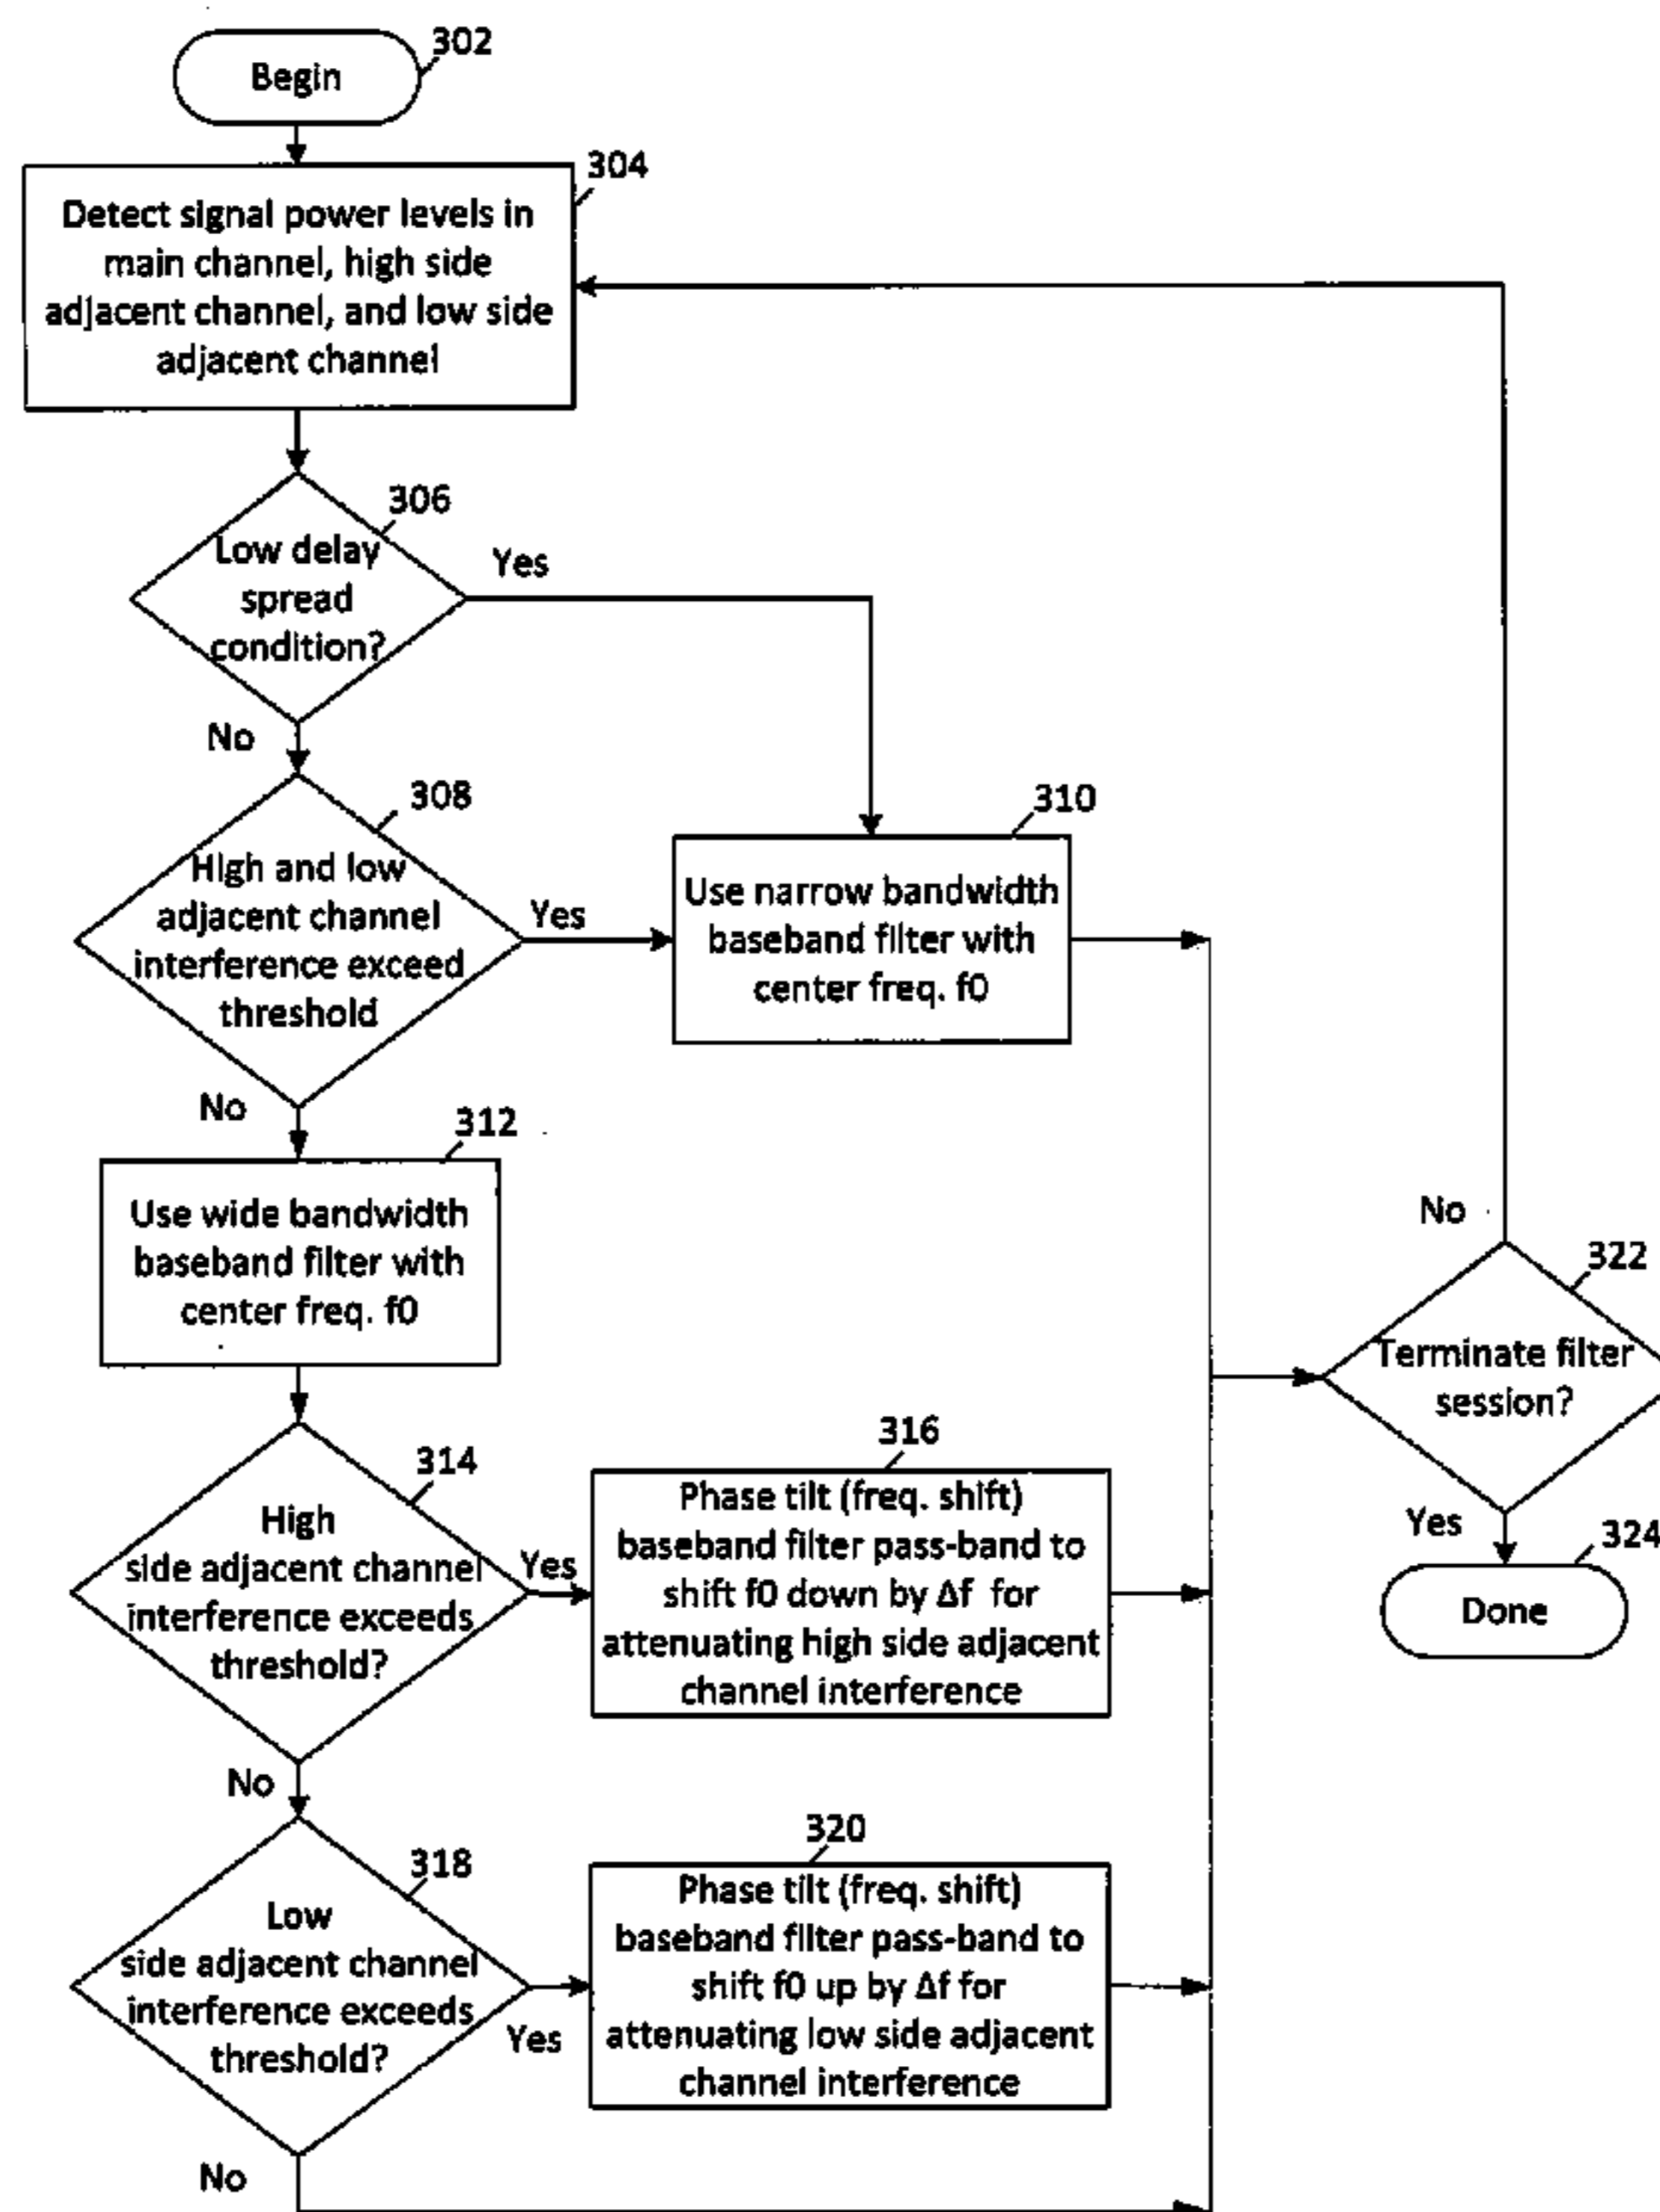 302
Begin
304
Detect signal power levels in
main channel, high side
adjacent channel, and low side
adjacent channel
306
Low delay
spread
condition?
Yes
No
308
High and low
adjacent channel
interference exceed
threshold
Yes
310
Use narrow bandwidth
baseband filter with
center freq. f0
No
312
Use wide bandwidth
baseband filter with
center freq. f0
314
High
side adjacent channel
interference exceeds
threshold?
Yes
316
Phase tilt (freq. shift)
baseband filter pass-band to
shift f0 down by Δf for
attenuating high side adjacent
channel interference
No
318
Low
side adjacent channel
interference exceeds
threshold?
Yes
320
Phase tilt (freq. shift)
baseband filter pass-band to
shift f0 up by Δf for
attenuating low side adjacent
channel interference
No
No
322
Terminate filter
session?
Yes
324
Done